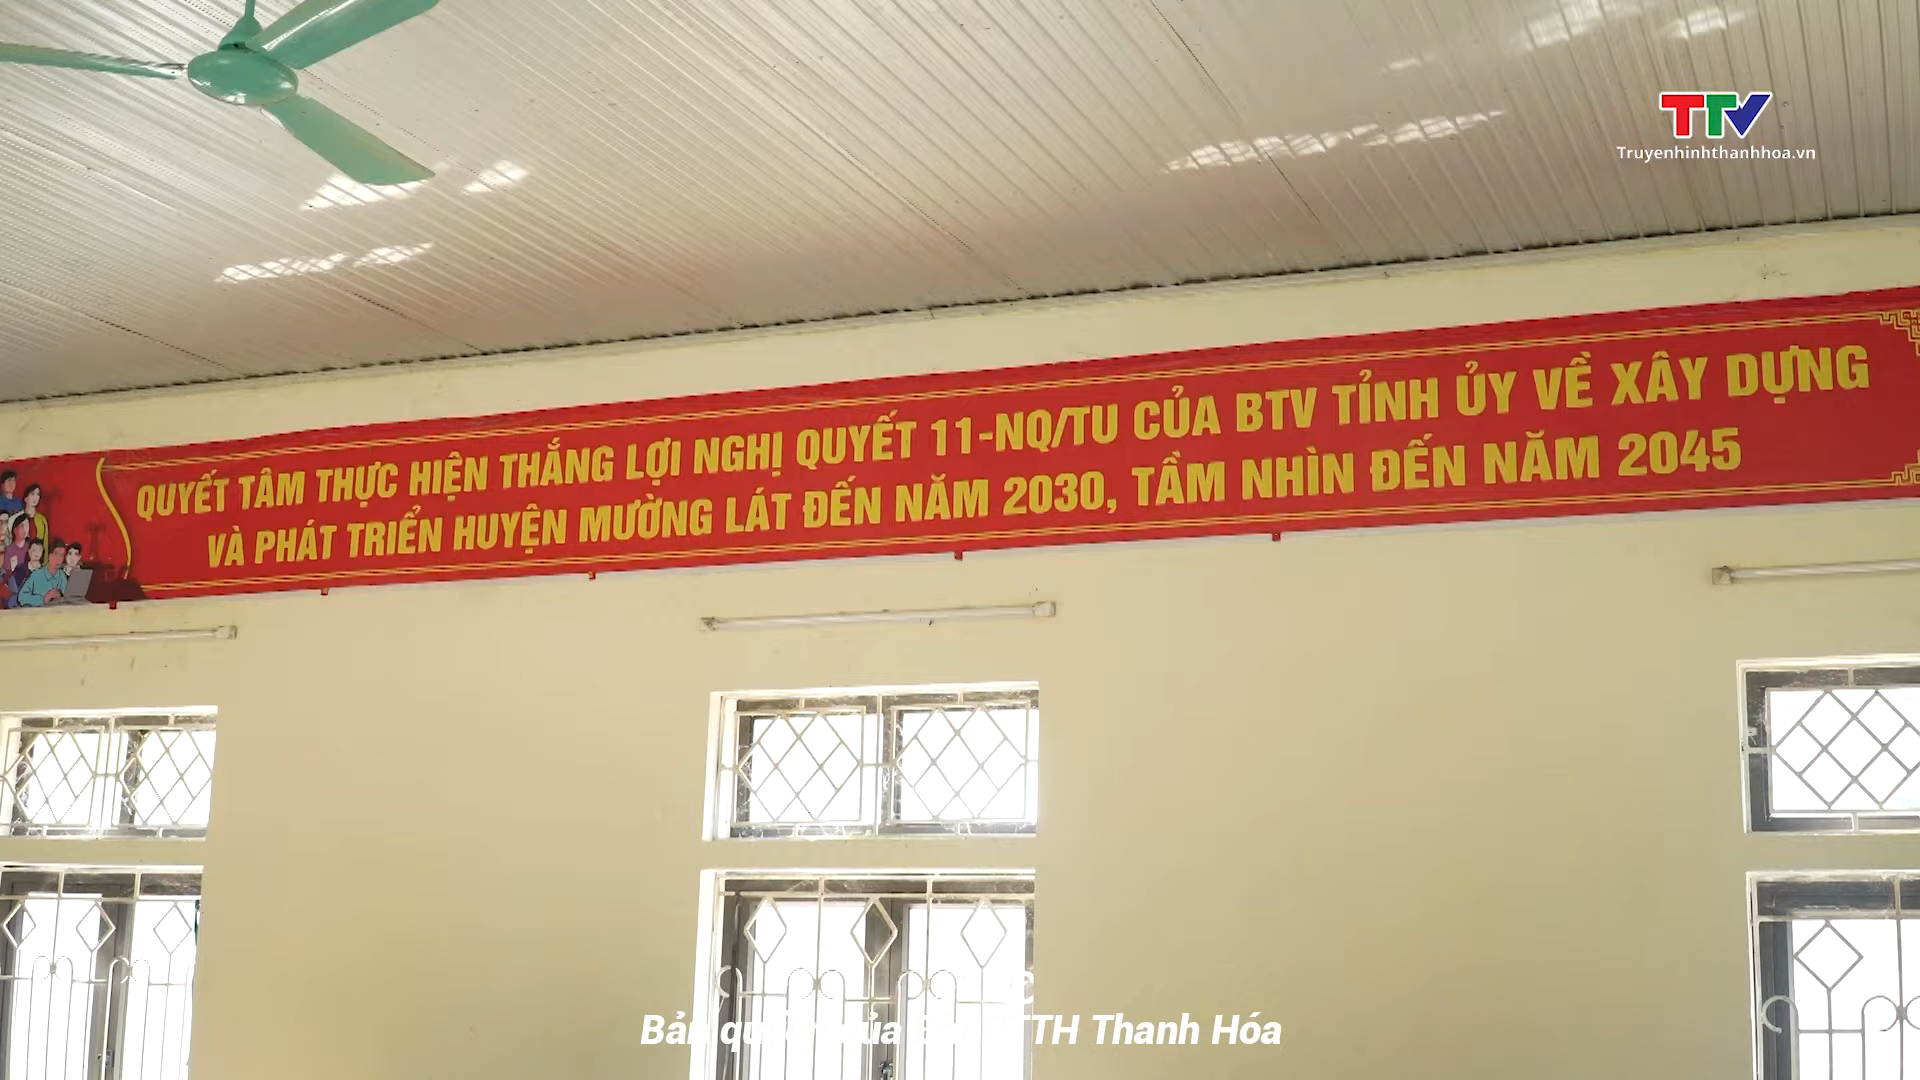 TTV
Truyenhinhthanhhoa.vn
QUYẾT TÂM THỰC HIỆN THẮNG LỢI NGHỊ QUYẾT 11-NQ/TU CỦA BTV TỈNH ỦY VỀ XÂY DỰNG
VÀ PHÁT TRIỂN HUYỆN MƯỜNG LÁT ĐẾN NĂM 2030, TẦM NHÌN ĐẾN NĂM 2045
Bản Thanh Hóa